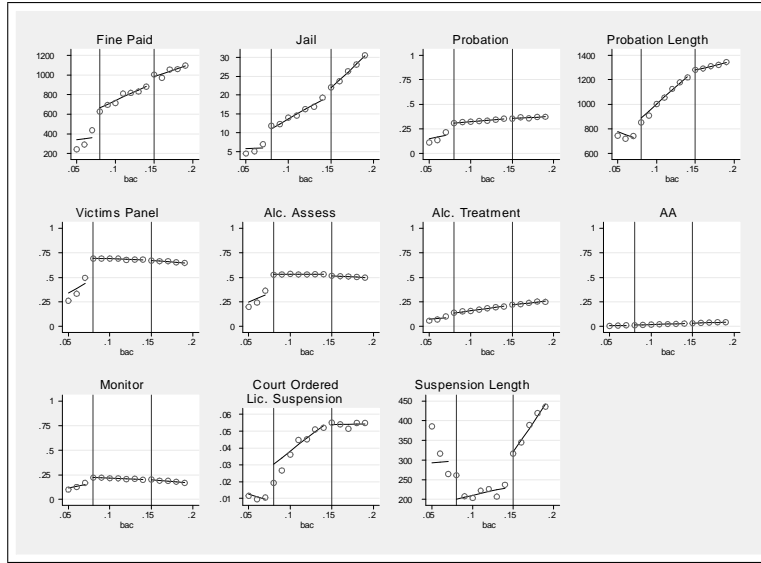 Fine Paid
1200
1000
800
600
400
200
.05 .1 .15 .2
bac
Jail
30
25
20
15
10
5
.05 .1 .15 .2
bac
Probation
1
.75
.5
.25
0
.05 .1 .15 .2
bac
Probation Length
1400
1200
1000
800
600
.05 .1 .15 .2
bac
Victims Panel
1
.75
.5
.25
0
.05 .1 .15 .2
bac
Alc. Assess
1
.75
.5
.25
0
.05 .1 .15 .2
bac
Alc. Treatment
1
.75
.5
.25
0
.05 .1 .15 .2
bac
AA
1
.75
.5
.25
0
.05 .1 .15 .2
bac
Monitor
1
.75
.5
.25
0
.05 .1 .15 .2
bac
Court Ordered
Lic. Suspension
.06
.05
.04
.03
.02
.01
.05 .1 .15 .2
bac
Suspension Length
450
400
350
300
250
200
.05 .1 .15 .2
bac